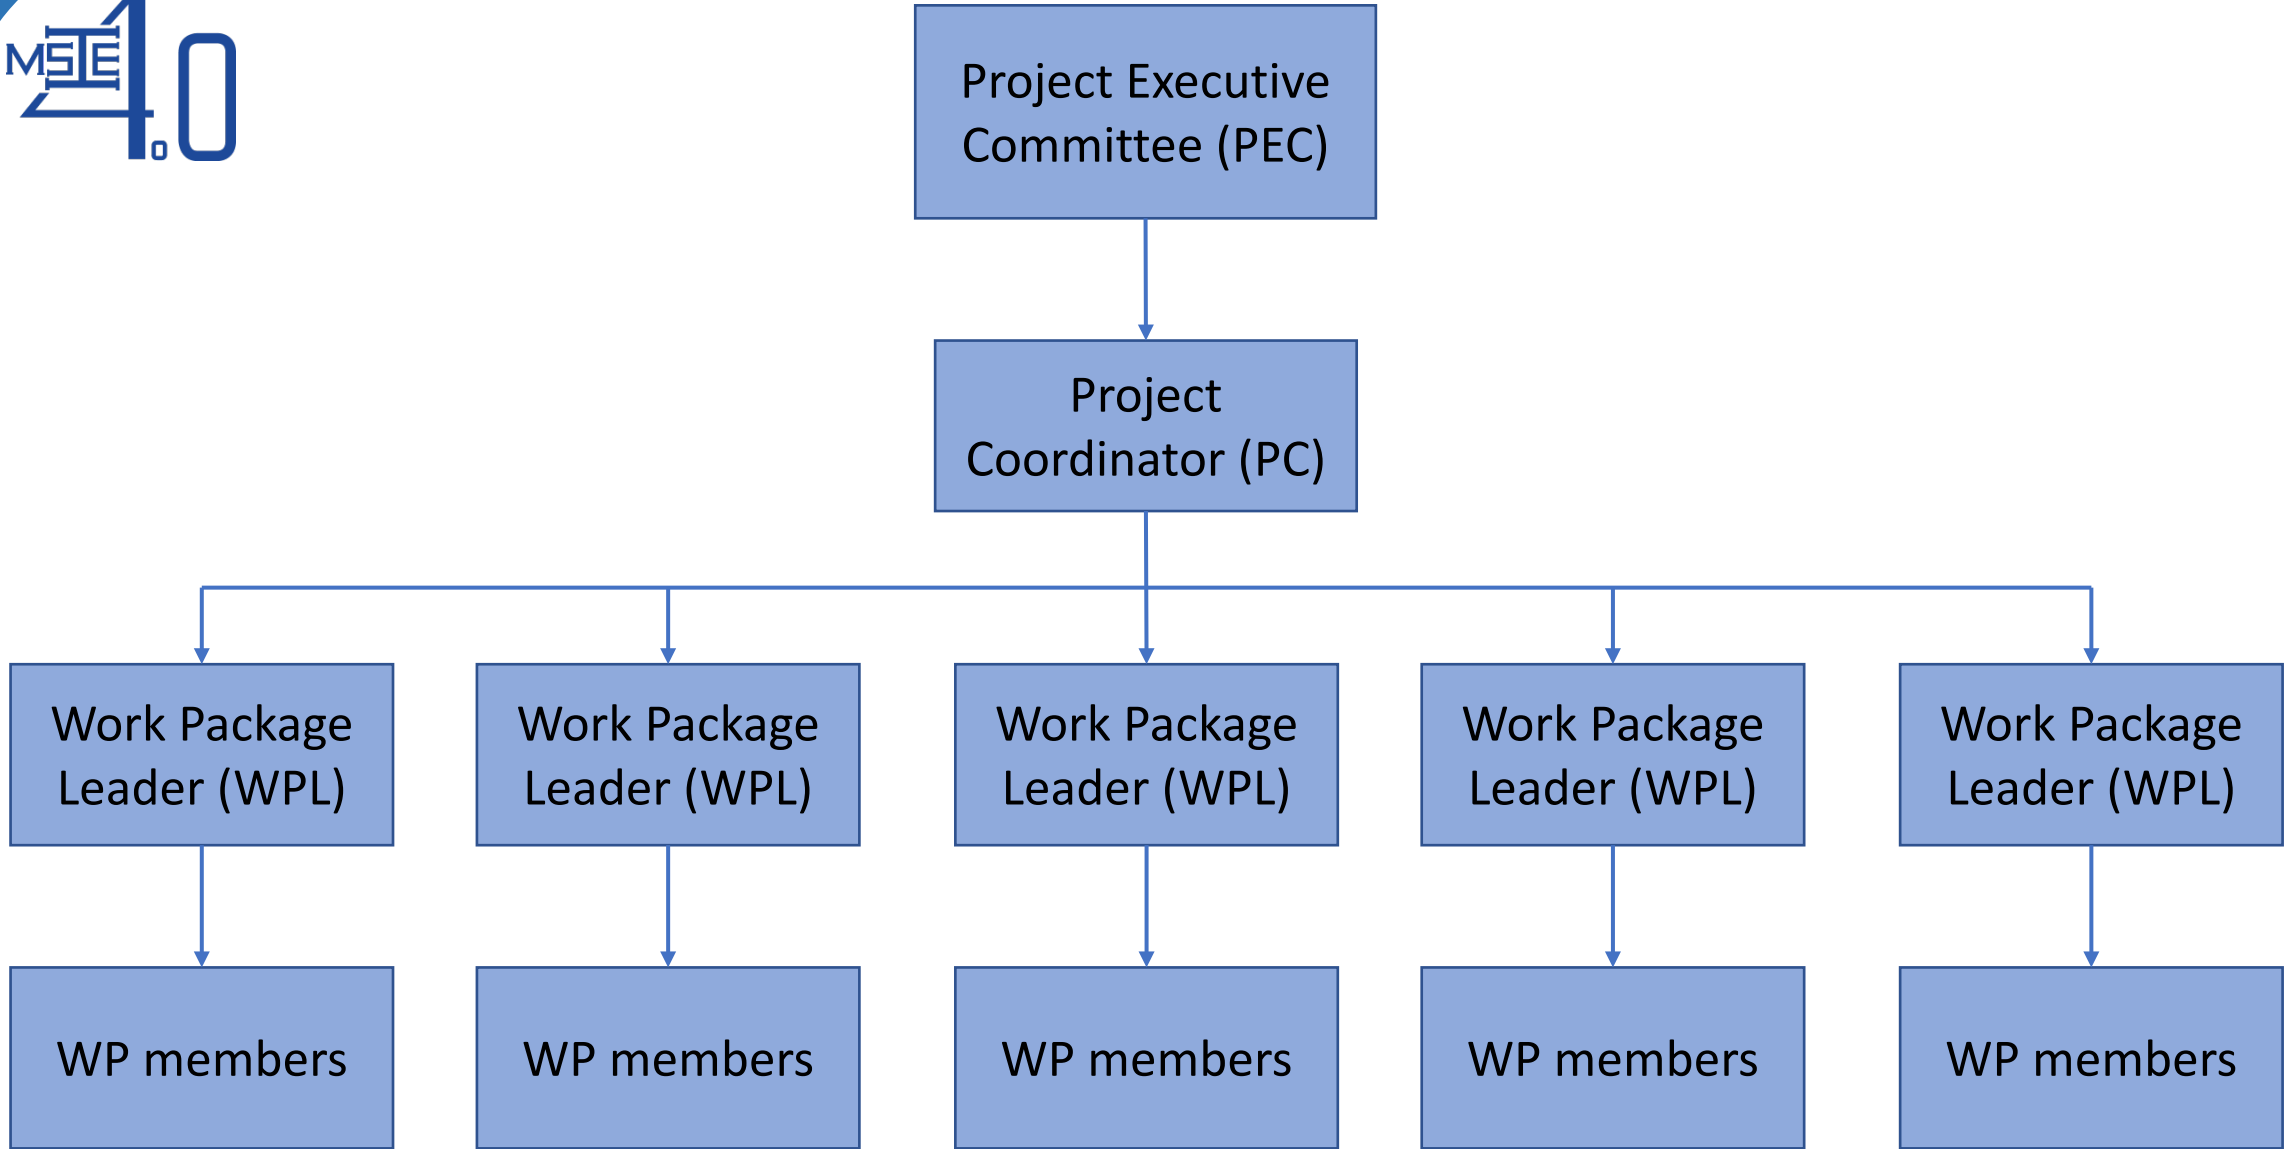 MSIE
4.0
Project Executive
Committee (PEC)
Project
Coordinator (PC)
Work Package
Leader (WPL)
Work Package
Leader (WPL)
Work Package
Leader (WPL)
Work Package
Leader (WPL)
Work Package
Leader (WPL)
WP members
WP members
WP members
WP members
WP members